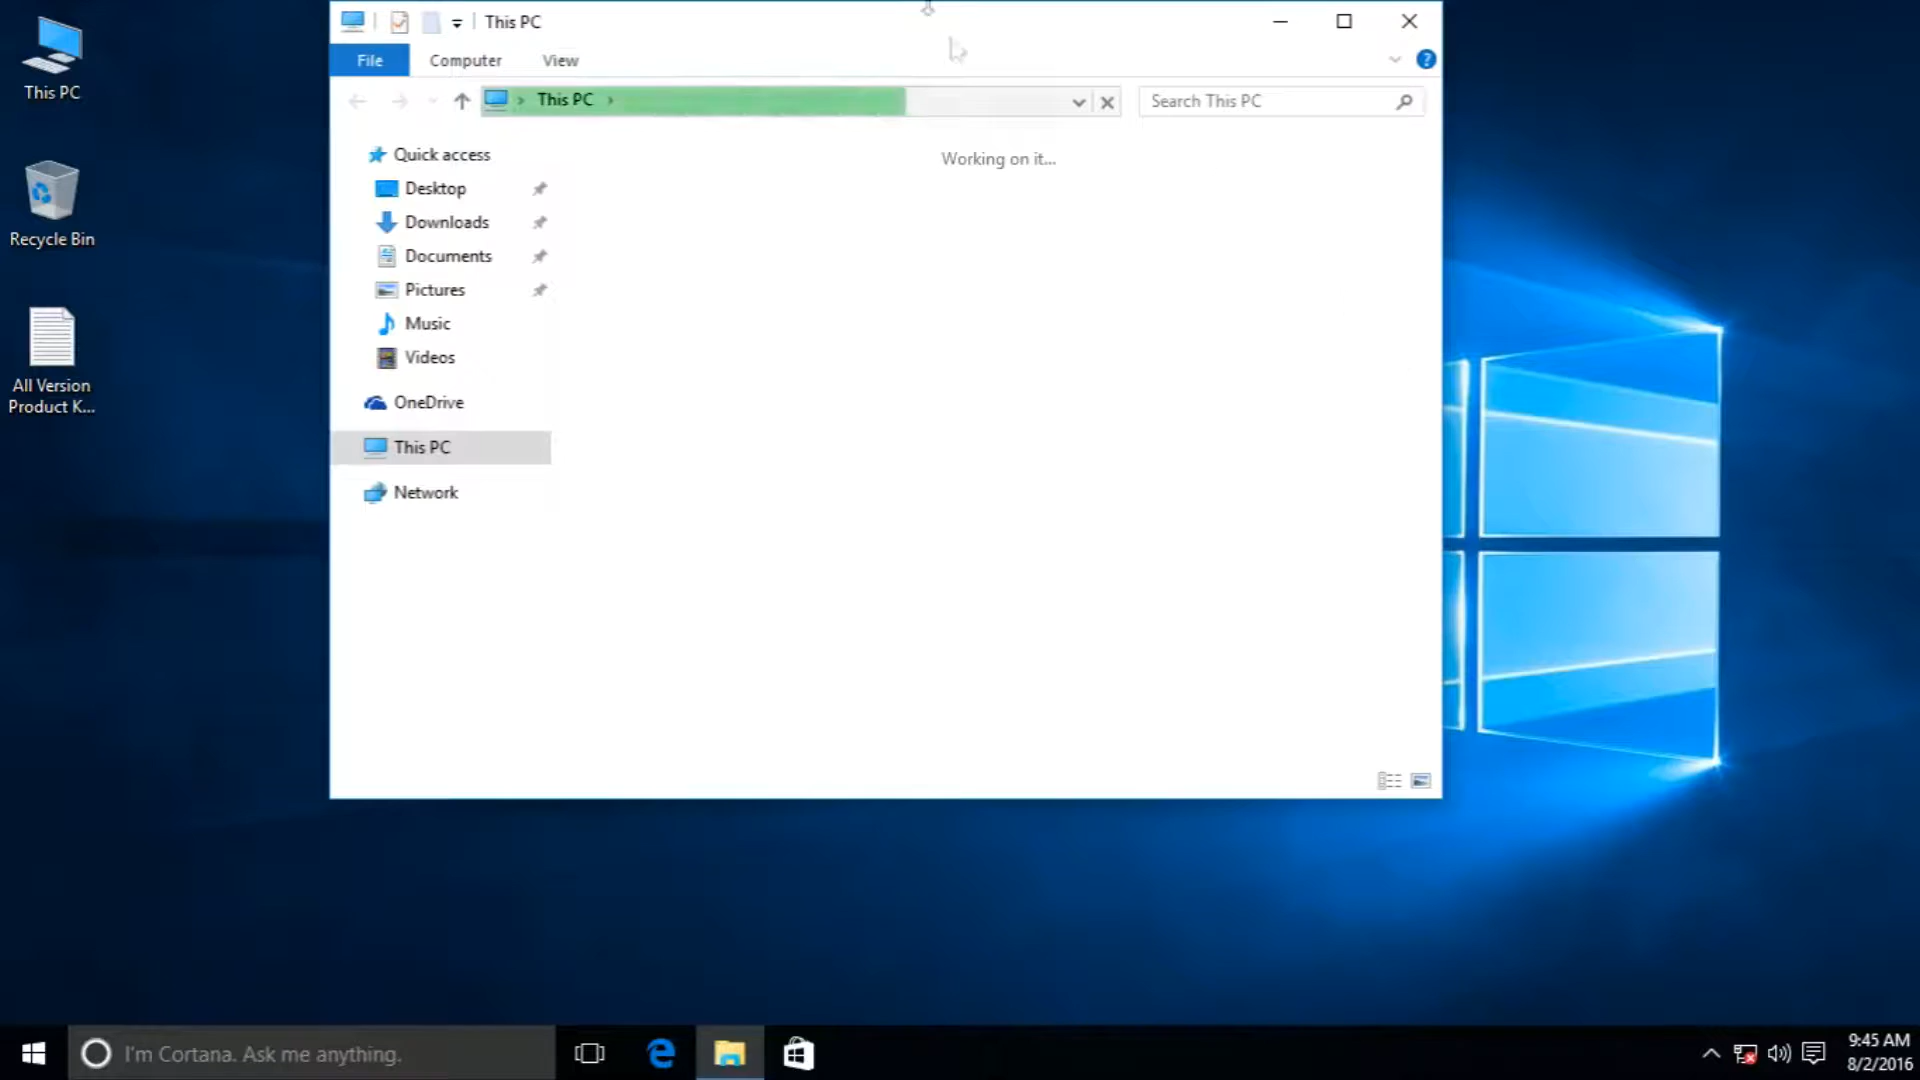 This PC
File
Computer
View
This PC
Search This PC
Working on it...
Quick access
Desktop
Downloads
Documents
Pictures
Music
Videos
OneDrive
This PC
Network
This PC
Recycle Bin
All Version
Product K...
I'm Cortana. Ask me anything.
9:45 AM
8/2/2016